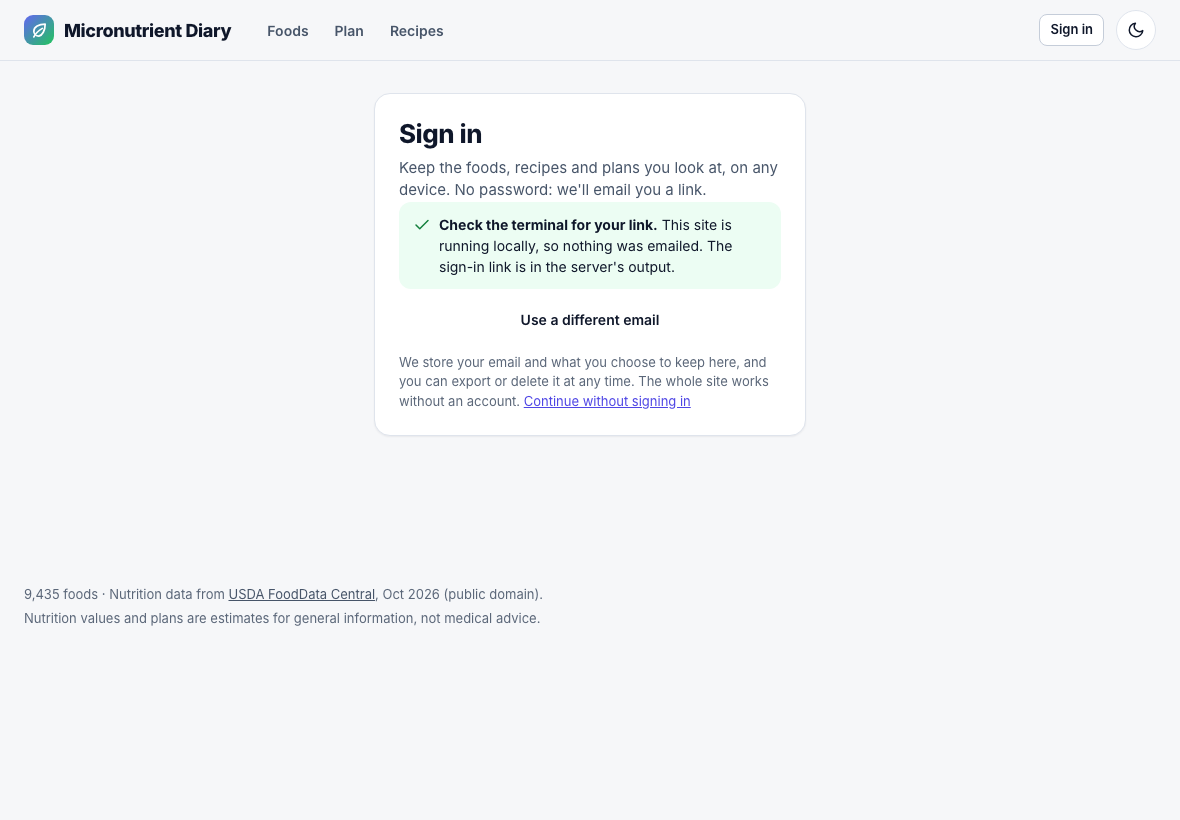 Micronutrient Diary
Foods
Plan
Recipes
Sign in
Sign in
Keep the foods, recipes and plans you look at, on any
device. No password: we'll email you a link.
Check the terminal for your link. This site is
running locally, so nothing was emailed. The
sign-in link is in the server's output.
Use a different email
We store your email and what you choose to keep here, and
you can export or delete it at any time. The whole site works
without an account. Continue without signing in
9,435 foods · Nutrition data from USDA FoodData Central, Oct 2026 (public domain).
Nutrition values and plans are estimates for general information, not medical advice.